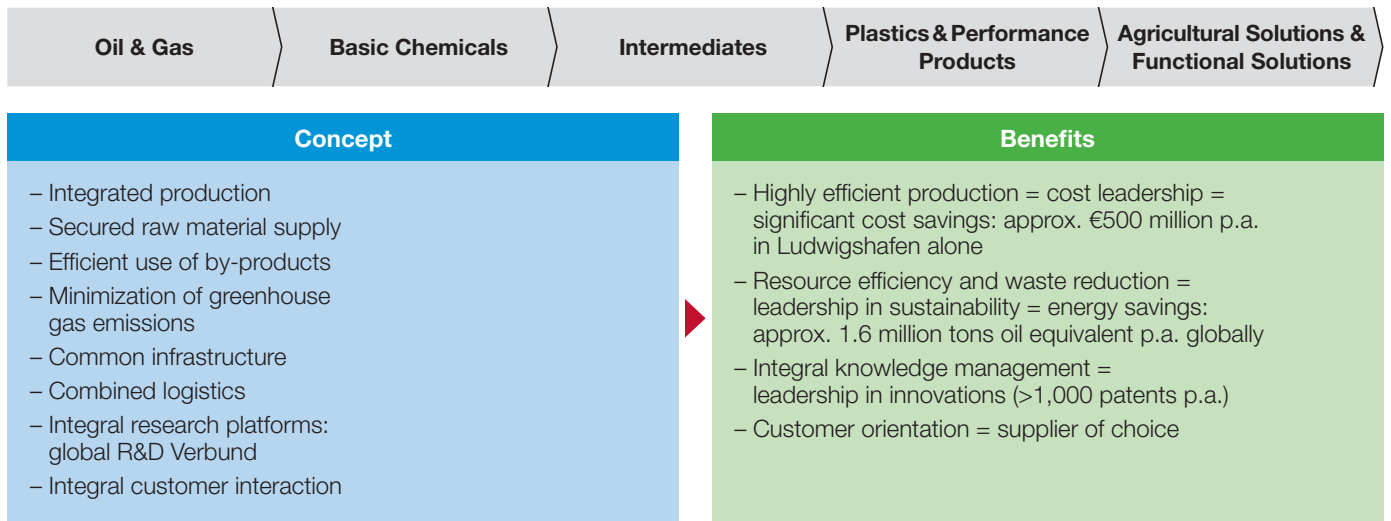 Oil & Gas
Basic Chemicals
Intermediates
Plastics & Performance
Products
Agricultural Solutions &
Functional Solutions
Concept
– Integrated production
– Secured raw material supply
– Efficient use of by-products
– Minimization of greenhouse
gas emissions
– Common infrastructure
– Combined logistics
– Integral research platforms:
global R&D Verbund
– Integral customer interaction
Benefits
– Highly efficient production = cost leadership =
significant cost savings: approx. €500 million p.a.
in Ludwigshafen alone
– Resource efficiency and waste reduction =
leadership in sustainability = energy savings:
approx. 1.6 million tons oil equivalent p.a. globally
– Integral knowledge management =
leadership in innovations (>1,000 patents p.a.)
– Customer orientation = supplier of choice